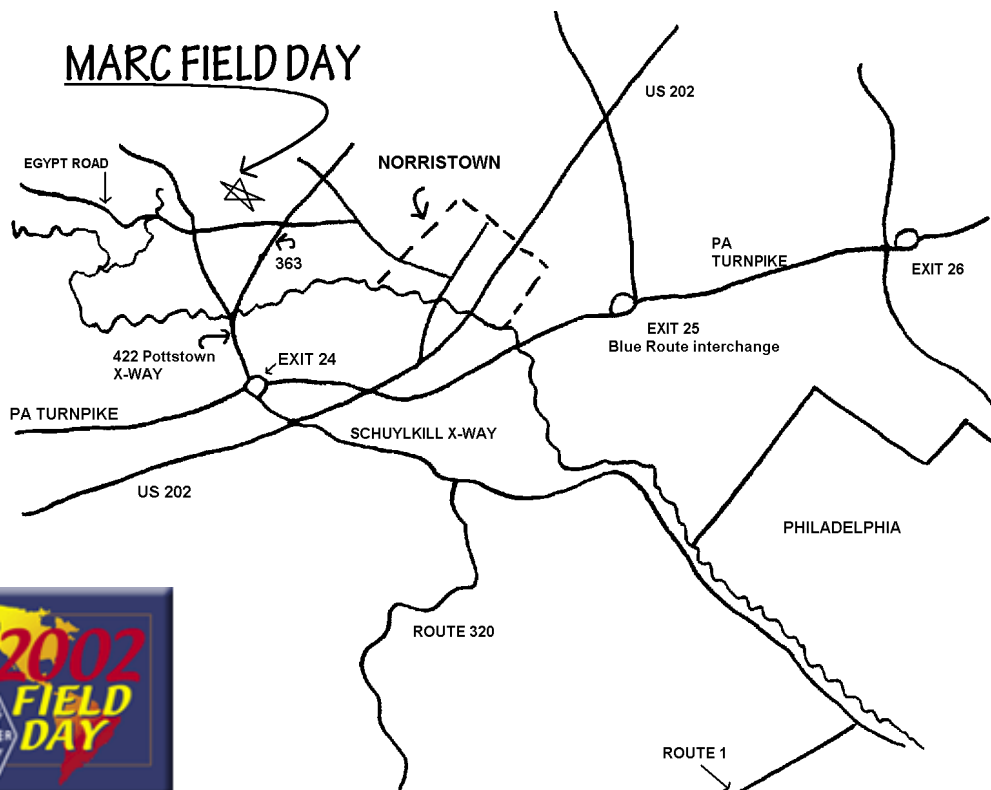 MARC FIELD DAY
US 202
EGYPT ROAD
NORRISTOWN
363
PA
TURNPIKE
EXIT 26
EXIT 25
Blue Route interchange
422 Pottstown
X-WAY
EXIT 24
PA TURNPIKE
SCHUYLKILL X-WAY
US 202
PHILADELPHIA
ROUTE 320
2002
FIELD
DAY
ROUTE 1